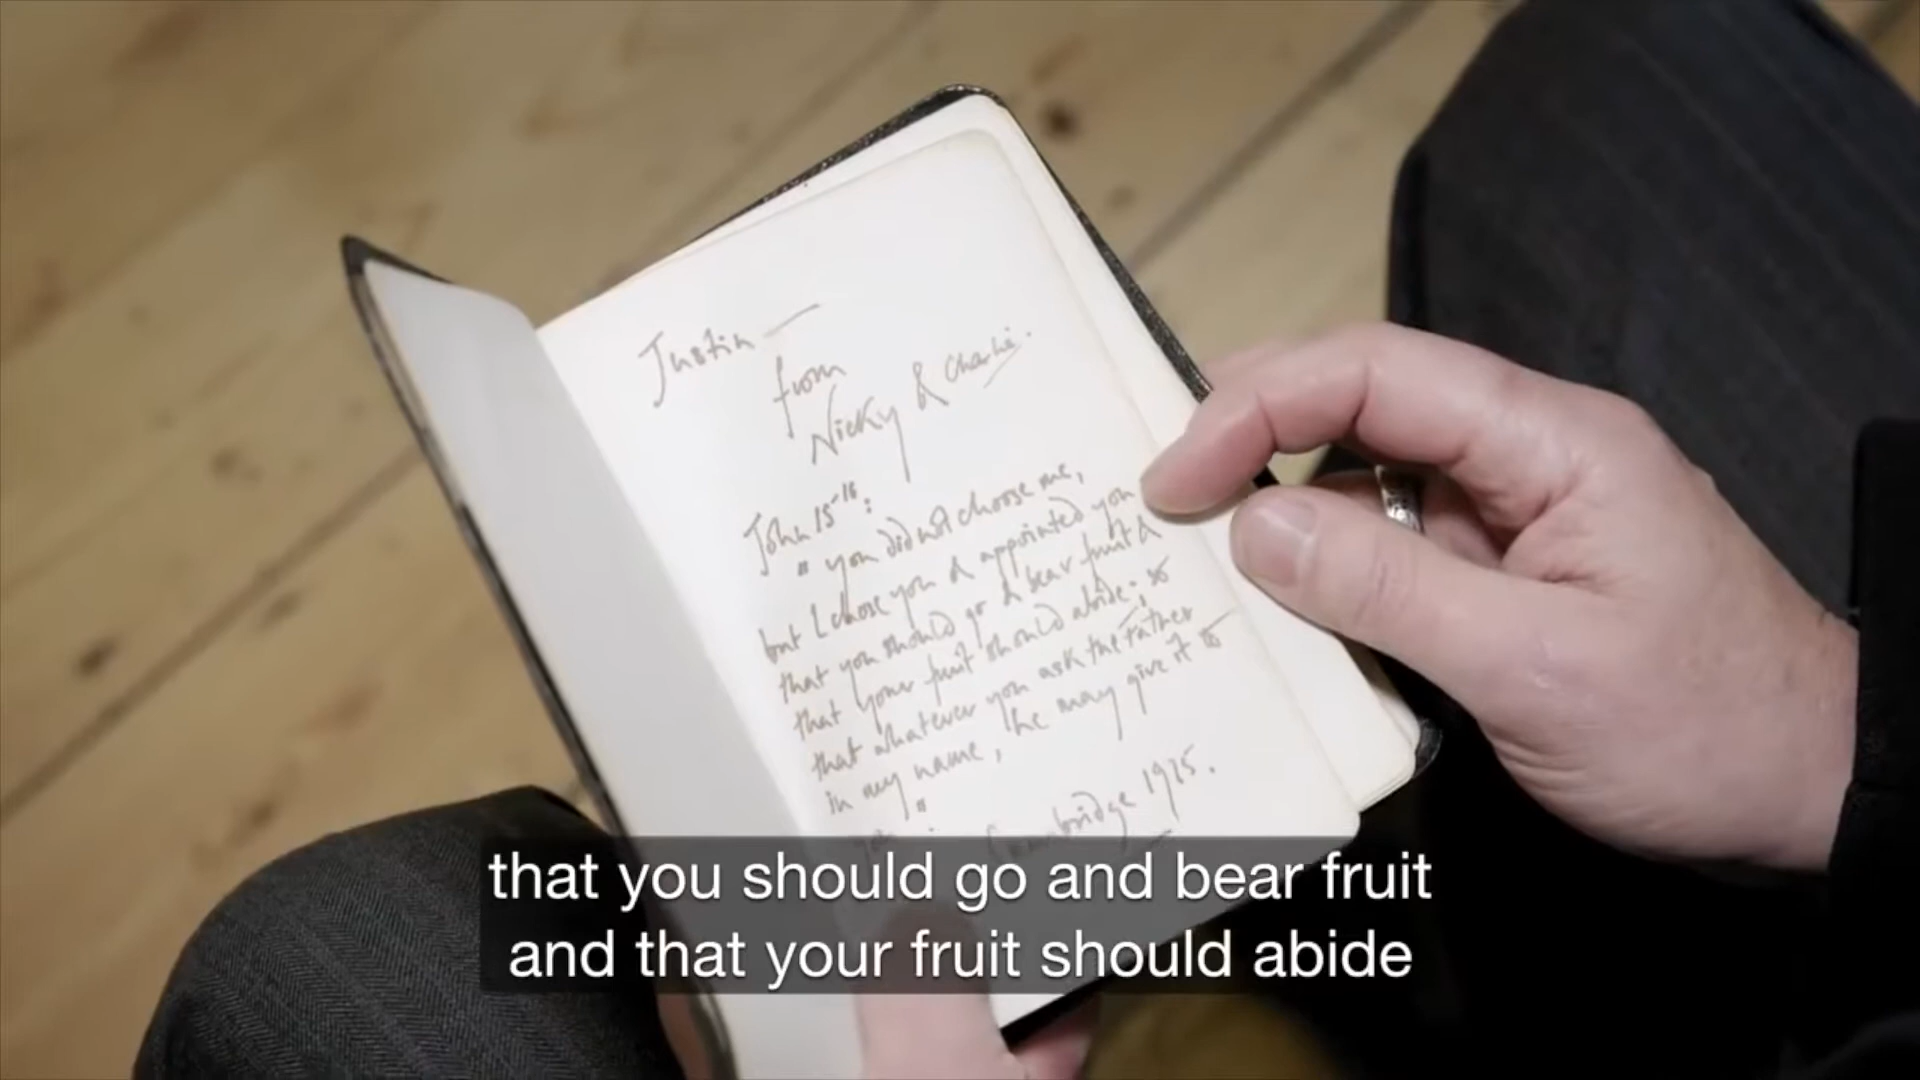 Justin —
from
Nicky & Charlie.
John 15-16:
" you did not choose me,
but I chose you & appointed you
that you should go & bear fruit &
that your fruit should abide; so
that whatever you ask the Father
in my name, he may give it to
"
Cambridge 1975.
that you should go and bear fruit
and that your fruit should abide